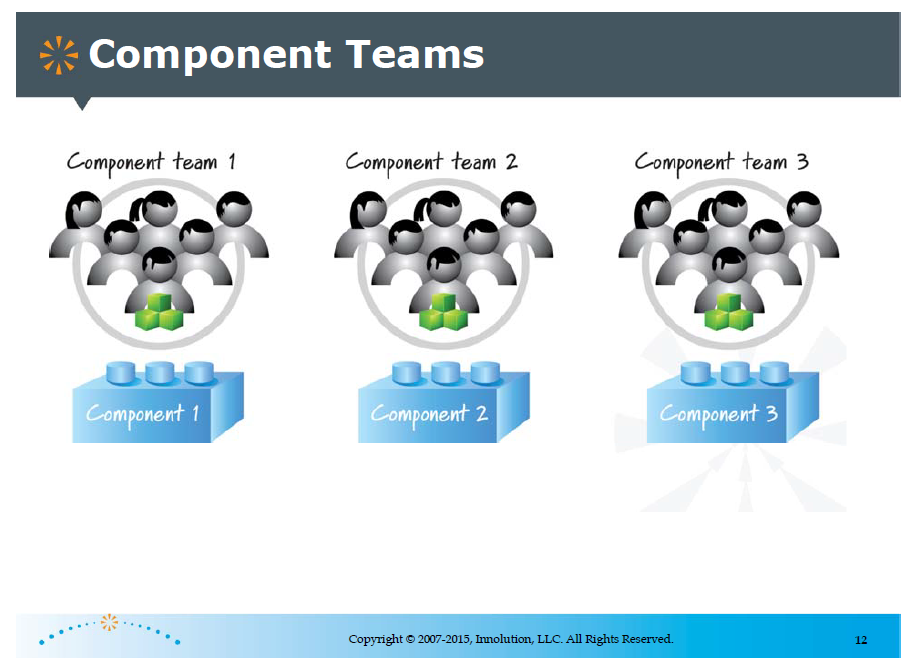 Component Teams
Component team 1
Component team 2
Component team 3
Component 1
Component 2
Component 3
Copyright © 2007-2015, Innolution, LLC. All Rights Reserved.
12